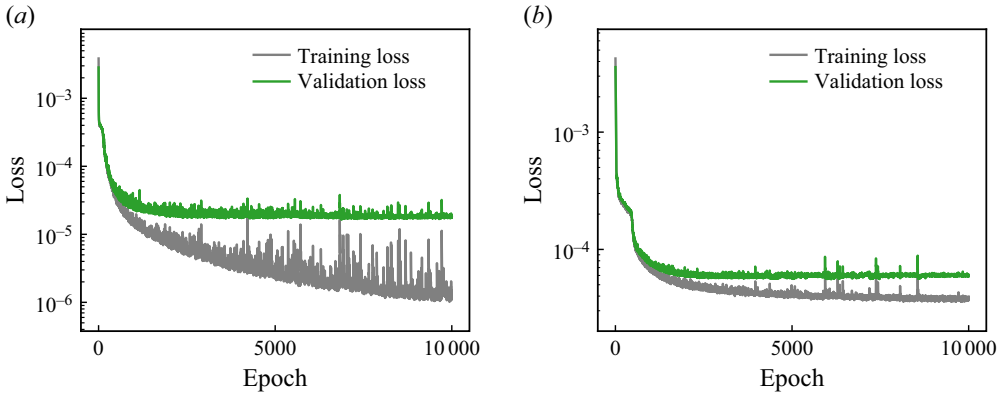 (a)
Training loss
Validation loss
10⁻³
10⁻⁴
10⁻⁵
10⁻⁶
Loss
0
5000
10 000
Epoch
(b)
Training loss
Validation loss
10⁻³
10⁻⁴
Loss
0
5000
10 000
Epoch